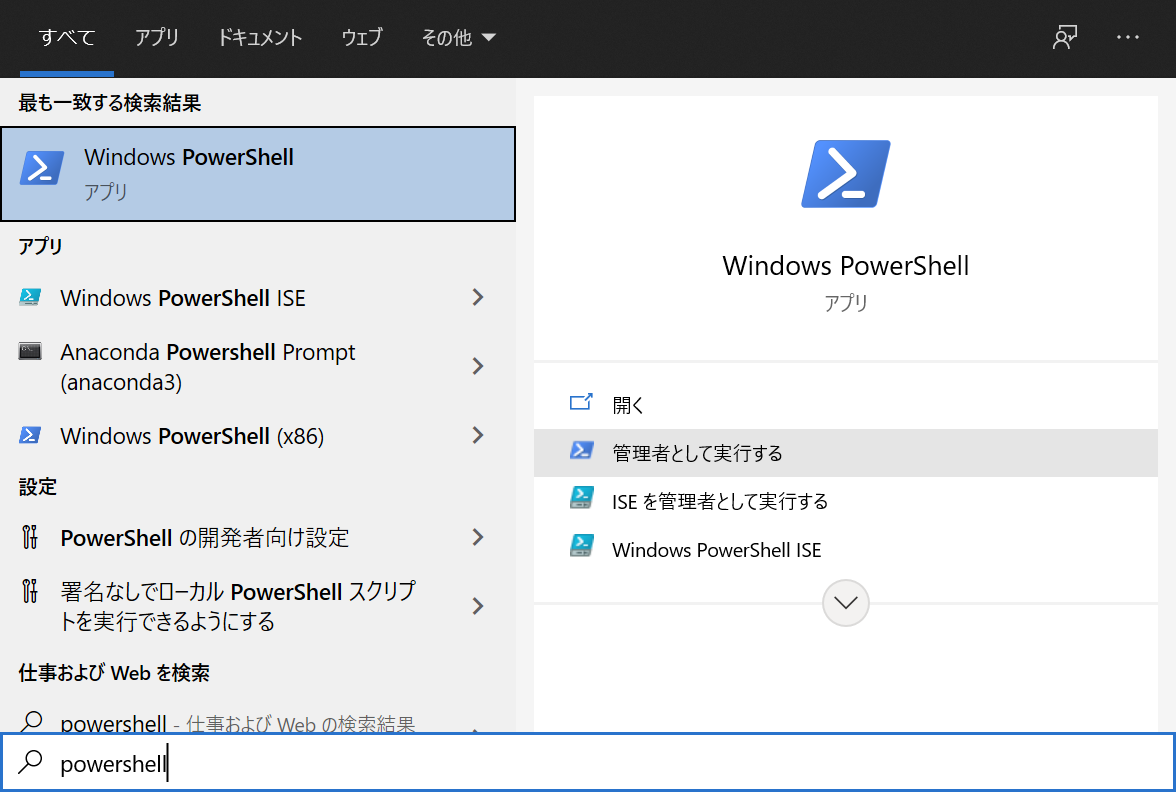 すべて
アプリ
ドキュメント
ウェブ
その他
最も一致する検索結果
Windows PowerShell
アプリ
アプリ
Windows PowerShell ISE
Anaconda Powershell Prompt
(anaconda3)
Windows PowerShell (x86)
設定
PowerShell の開発者向け設定
署名なしでローカル PowerShell スクリプ
トを実行できるようにする
仕事および Web を検索
powershell - 仕事および Web の検索結果
powershell
Windows PowerShell
アプリ
開く
管理者として実行する
ISE を管理者として実行する
Windows PowerShell ISE